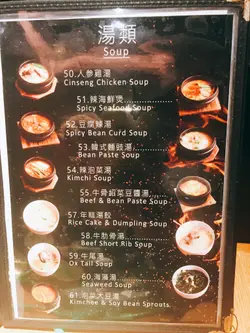 湯類
Soup
50.人參雞湯
Cinseng Chicken Soup
51.辣海鮮煲
Spicy Seafood Soup
52.豆腐辣湯
Spicy Bean Curd Soup
53.韓式麵豉湯
Bean Paste Soup
54.辣泡菜湯
Kimchi Soup
55.牛骨椒菜豆醬湯
Beef & Bean Paste Soup
57.年糕湯餃
Rice Cake & Dumpling Soup
58.牛肋骨湯
Beef Short Rib Soup
59.牛尾湯
Ox Tail Soup
60.海藻湯
Seaweed Soup
61.泡菜大豆湯
Kimchee & Soy Bean Sprouts